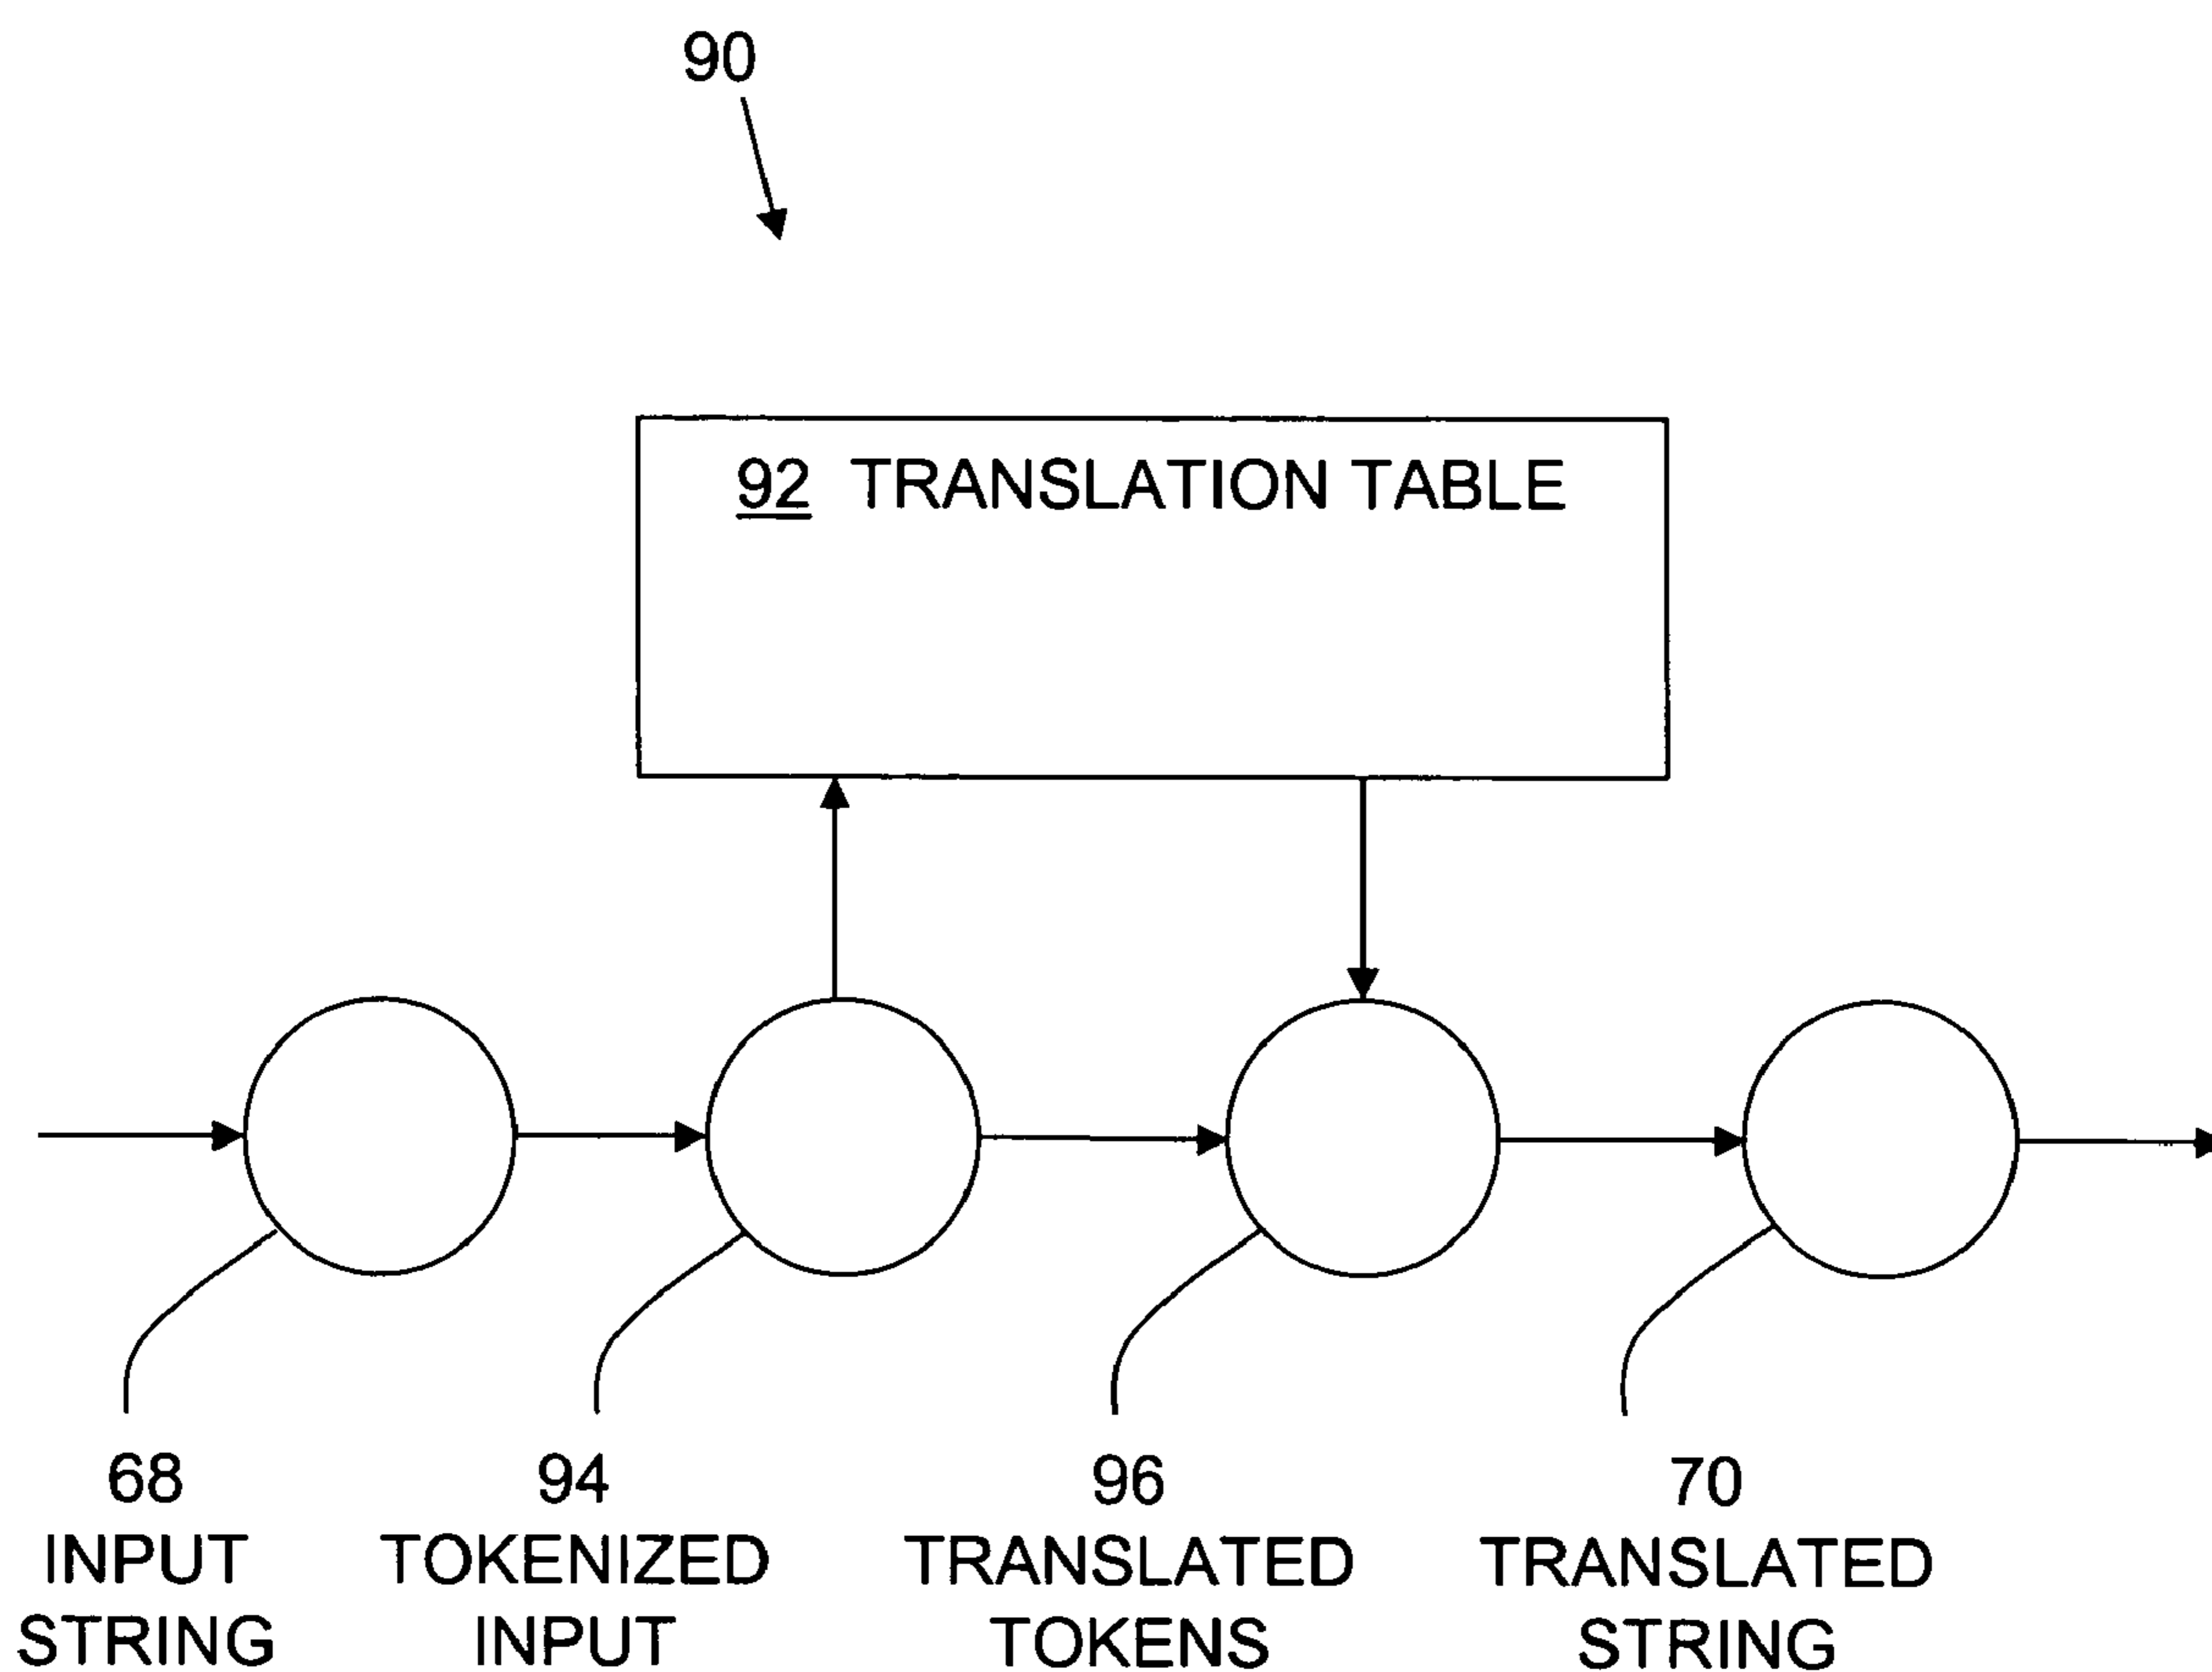 90
92 TRANSLATION TABLE
68
INPUT
STRING
94
TOKENIZED
INPUT
96
TRANSLATED
TOKENS
70
TRANSLATED
STRING